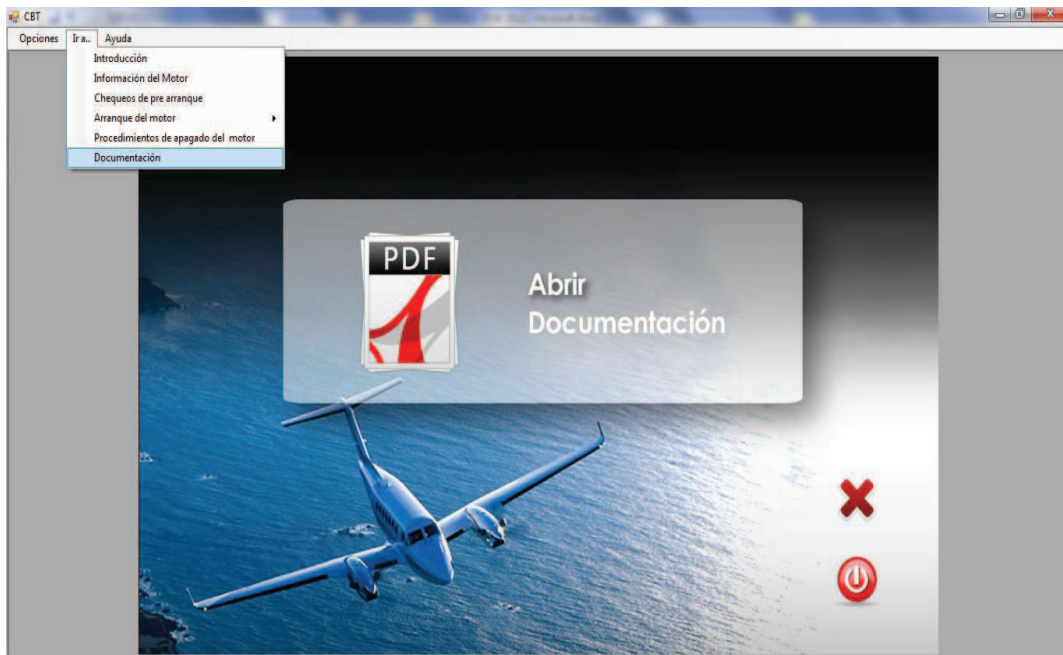 CBT
Opciones Ir a.. Ayuda
Introducción
Información del Motor
Chequeos de pre arranque
Arranque del motor
Procedimientos de apagado del motor
Documentación
PDF
Abrir
Documentación